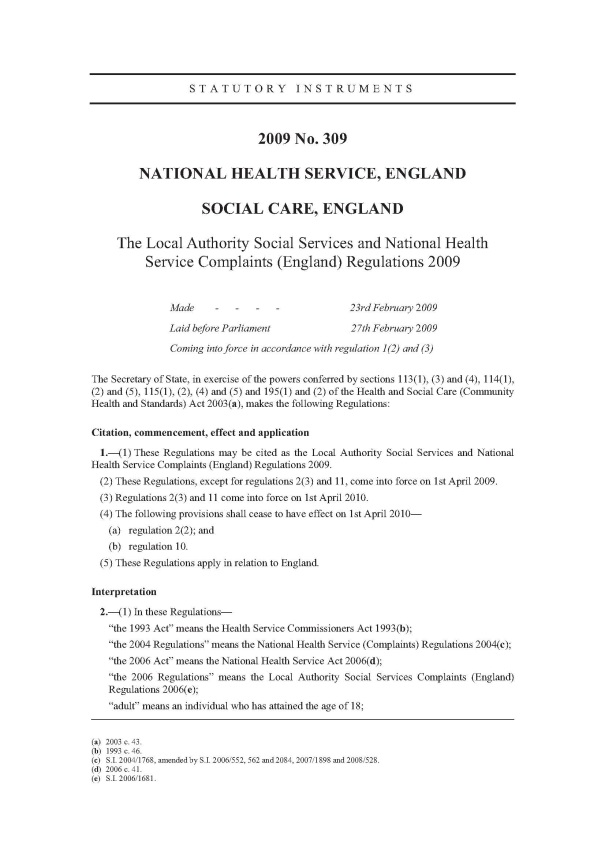 STATUTORY INSTRUMENTS
2009 No. 309
NATIONAL HEALTH SERVICE, ENGLAND
SOCIAL CARE, ENGLAND
The Local Authority Social Services and National Health
Service Complaints (England) Regulations 2009
Made - - - - 23rd February 2009
Laid before Parliament 27th February 2009
Coming into force in accordance with regulation 1(2) and (3)
The Secretary of State, in exercise of the powers conferred by sections 113(1), (3) and (4), 114(1),
(2) and (5), 115(1), (2), (4) and (5) and 195(1) and (2) of the Health and Social Care (Community
Health and Standards) Act 2003(a), makes the following Regulations:
Citation, commencement, effect and application
1.—(1) These Regulations may be cited as the Local Authority Social Services and National
Health Service Complaints (England) Regulations 2009.
(2) These Regulations, except for regulations 2(3) and 11, come into force on 1st April 2009.
(3) Regulations 2(3) and 11 come into force on 1st April 2010.
(4) The following provisions shall cease to have effect on 1st April 2010—
(a) regulation 2(2); and
(b) regulation 10.
(5) These Regulations apply in relation to England.
Interpretation
2.—(1) In these Regulations—
“the 1993 Act” means the Health Service Commissioners Act 1993(b);
“the 2004 Regulations” means the National Health Service (Complaints) Regulations 2004(c);
“the 2006 Act” means the National Health Service Act 2006(d);
“the 2006 Regulations” means the Local Authority Social Services Complaints (England)
Regulations 2006(e);
“adult” means an individual who has attained the age of 18;
(a) 2003 c. 43.
(b) 1993 c. 46.
(c) S.I. 2004/1768, amended by S.I. 2006/552, 562 and 2084, 2007/1898 and 2008/528.
(d) 2006 c. 41.
(e) S.I. 2006/1681.